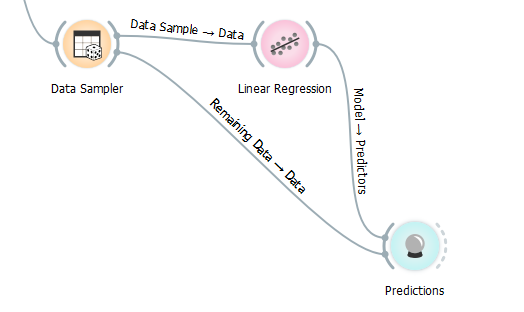 Data Sample → Data
Data Sampler
Linear Regression
Remaining Data → Data
Model → Predictors
Predictions